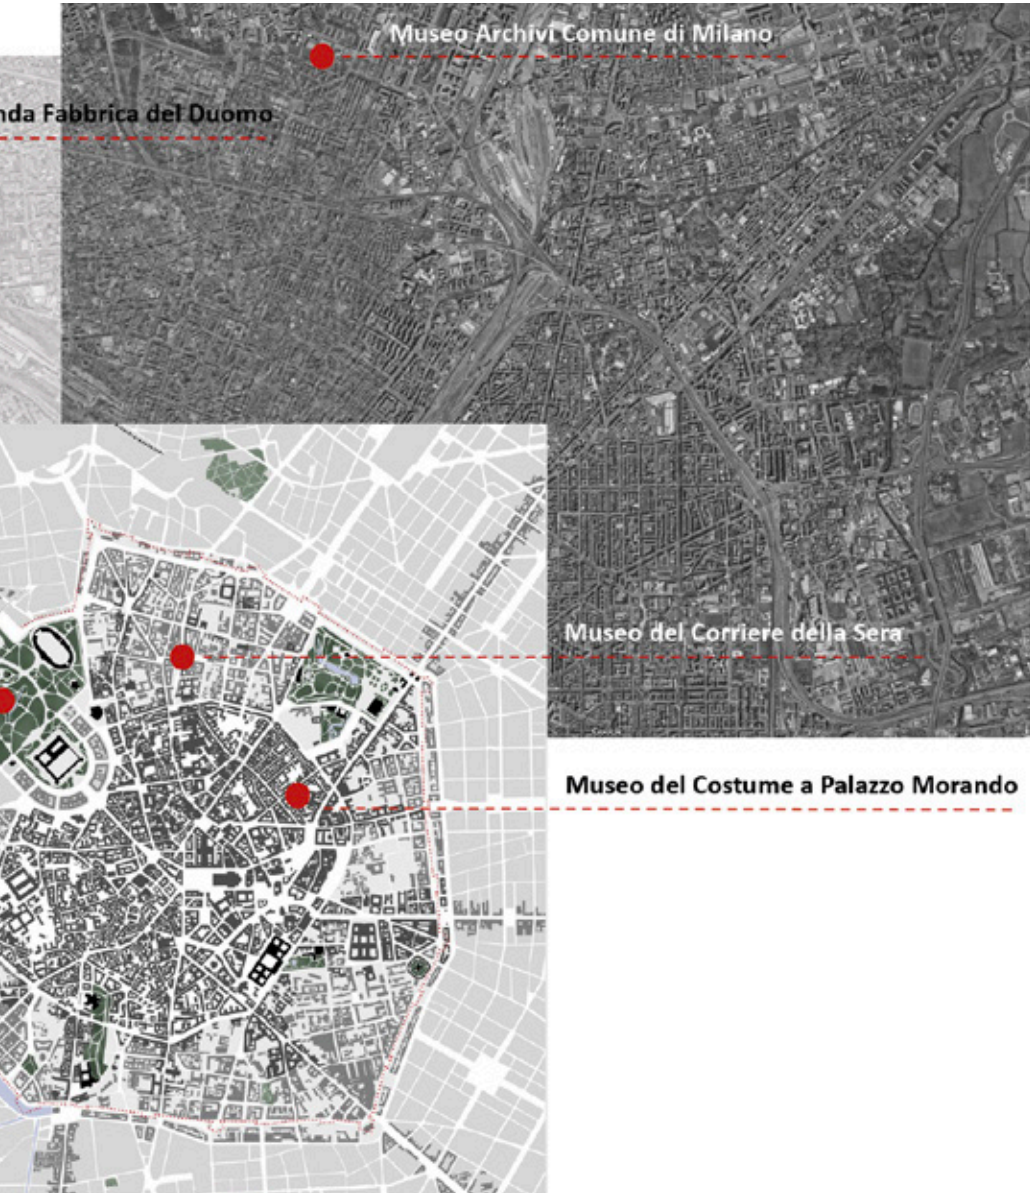 Museo Archivi Comune di Milano
nda Fabbrica del Duomo
Museo del Corriere della Sera
Museo del Costume a Palazzo Morando